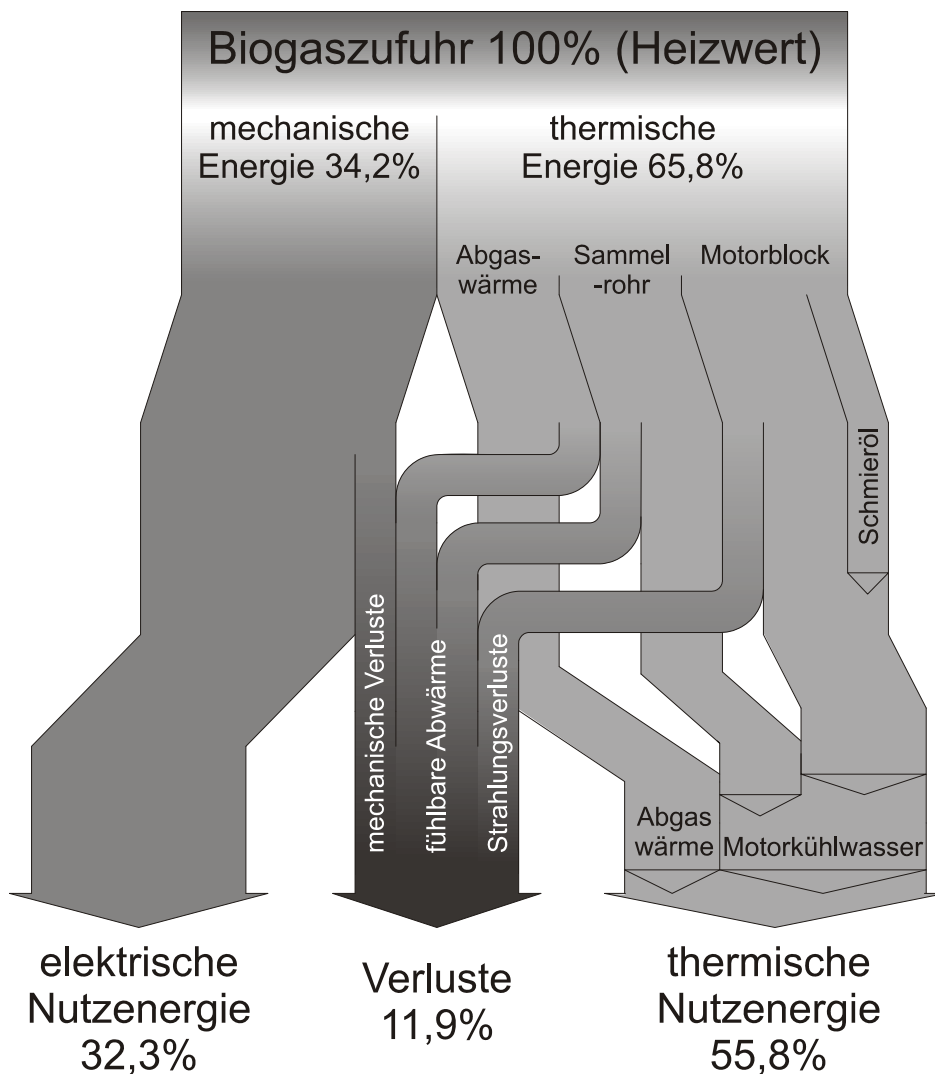 Biogaszufuhr 100% (Heizwert)
mechanische
Energie 34,2%
thermische
Energie 65,8%
Abgas-
wärme
Sammel
-rohr
Motorblock
Schmieröl
mechanische Verluste
fühlbare Abwärme
Strahlungsverluste
Abgas
wärme
Motorkühlwasser
elektrische
Nutzenergie
32,3%
Verluste
11,9%
thermische
Nutzenergie
55,8%